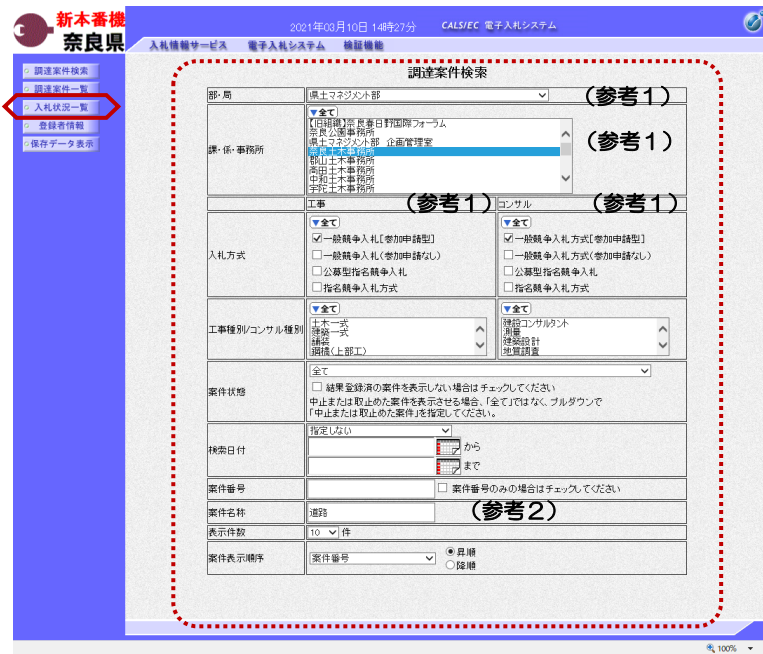 新本番機
奈良県
2021年03月10日 14時27分
CALS/EC 電子入札システム
入札情報サービス
電子入札システム
検証機能
調達案件検索
調達案件一覧
入札状況一覧
登録者情報
保存データ表示
調達案件検索
部・局
県土マネジメント部
（参考１）
課・係・事務所
▼全て
【旧組織】奈良春日野国際フォーラム
奈良公園事務所
県土マネジメント部 企画管理室
奈良土木事務所
郡山土木事務所
高田土木事務所
中和土木事務所
宇陀土木事務所
（参考１）
工事
（参考１）
コンサル
（参考１）
入札方式
▼全て
一般競争入札[参加申請型]
一般競争入札(参加申請なし)
公募型指名競争入札
指名競争入札方式
▼全て
一般競争入札方式[参加申請型]
一般競争入札方式(参加申請なし)
公募型指名競争入札
指名競争入札方式
工事種別/コンサル種別
▼全て
土木一式
建築一式
舗装
鋼橋(上部工)
▼全て
建設コンサルタント
測量
建築設計
地質調査
案件状態
全て
結果登録済の案件を表示しない場合はチェックしてください
中止または取止めた案件を表示させる場合、「全て」ではなく、プルダウンで
「中止または取止めた案件」を指定してください。
検索日付
指定しない
から
まで
案件番号
案件番号のみの場合はチェックしてください
案件名称
道路
（参考２）
表示件数
10
件
案件表示順序
案件番号
昇順
降順
100%